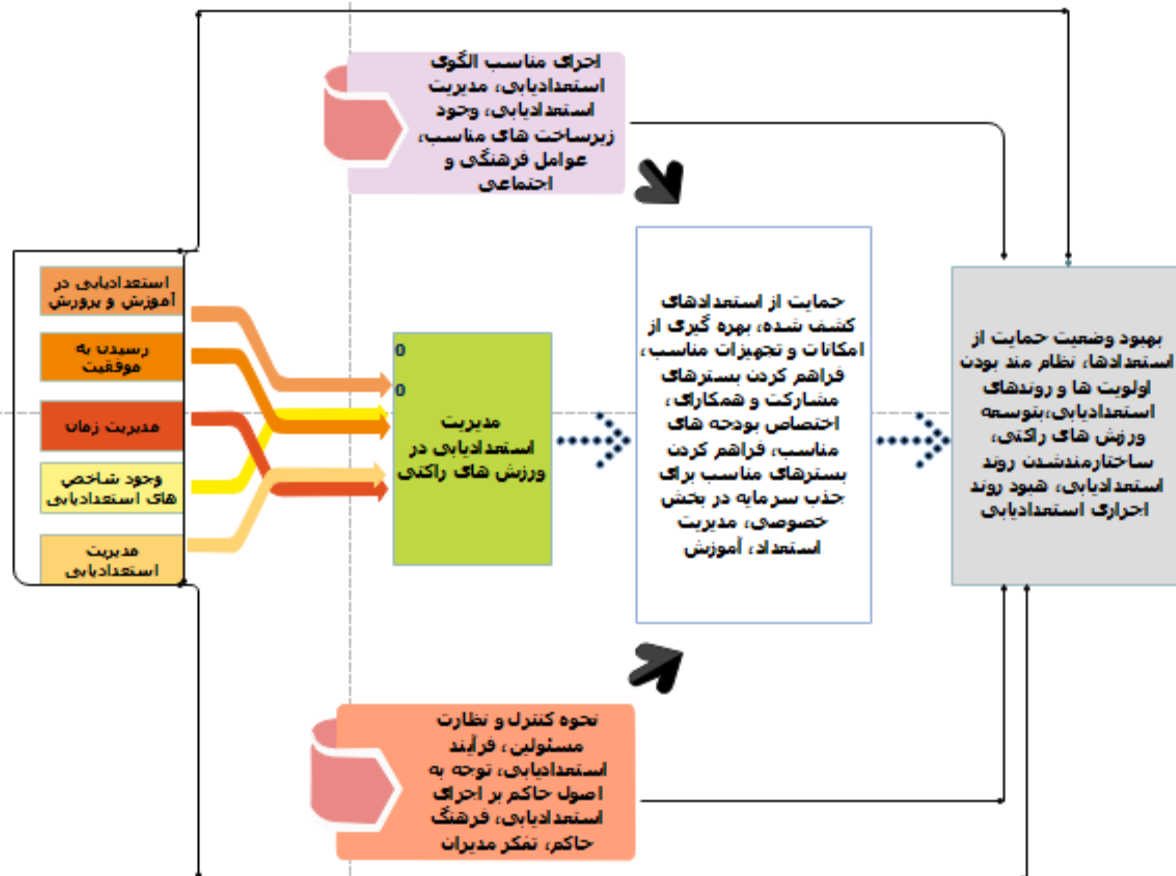 اجرای مناسب الگوی
استعدادیابی، مدیریت
استعدادیابی، وجود
زیرساخت های مناسب،
عوامل فرهنگی و
اجتماعی
استعدادیابی در
آموزش و پرورش
رسیدن به
موفقیت
مدیریت زمان
وجود شاخص
های استعدادیابی
مدیریت
استعدادیابی
0
0
مدیریت
استعدادیابی در
ورزش های راکتی
حمایت از استعدادهای
کشف شده، بهره گیری از
امکانات و تجهیزات مناسب،
فراهم کردن بسترهای
مشارکت و همکارای،
اختصاص بودجه های
مناسب، فراهم کردن
بسترهای مناسب برای
جذب سرمایه در بخش
خصوصی، مدیریت
استعداد، آموزش
بهبود وضعیت حمایت از
استعدادها، نظام مند بودن
اولویت ها و روندهای
استعدادیابی،بتوسعه
ورزش های راکتی،
ساختارمندشدن روند
استعدادیابی، هبود روند
اجراری استعدادیابی
نحوه کنترل و نظارت
مسئولین، فرآیند
استعدادیابی، توجه به
اصول حاکم بر اجرای
استعدادیابی، فرهنگ
حاکم، تفکر مدیران